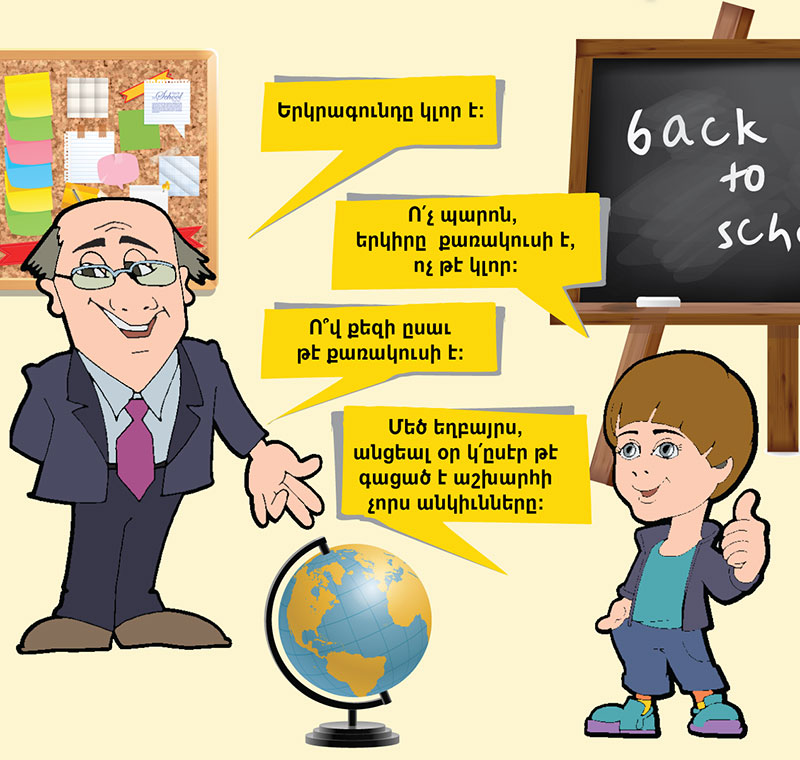 School
Երկրագունդը կլոր է:
back
to
Ո՛չ պարոն,
երկիրը քառակուսի է,
ոչ թէ կլոր:
Ո՞վ քեզի ըսաւ
թէ քառակուսի է:
Մեծ եղբայրս,
անցեալ օր կ՛ըսէր թէ
գացած է աշխարհի
չորս անկիւնները: